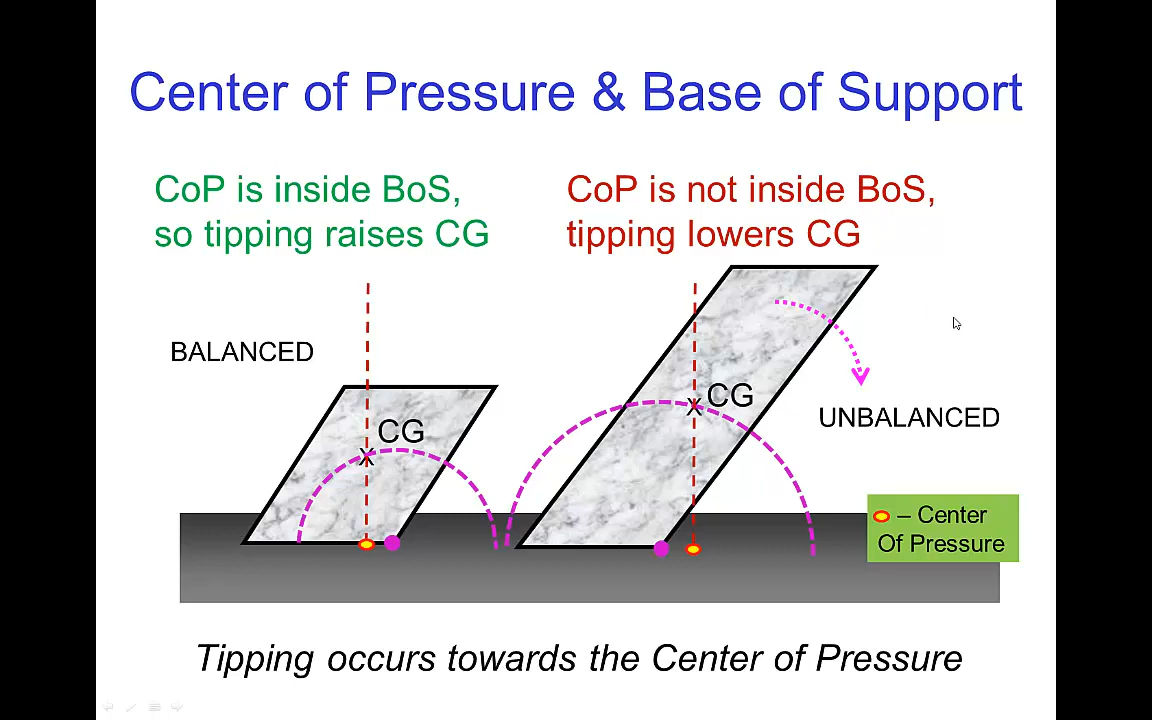 Center of Pressure & Base of Support
CoP is inside BoS,
so tipping raises CG
CoP is not inside BoS,
tipping lowers CG
BALANCED
CG
x
CG
x
UNBALANCED
– Center
Of Pressure
Tipping occurs towards the Center of Pressure